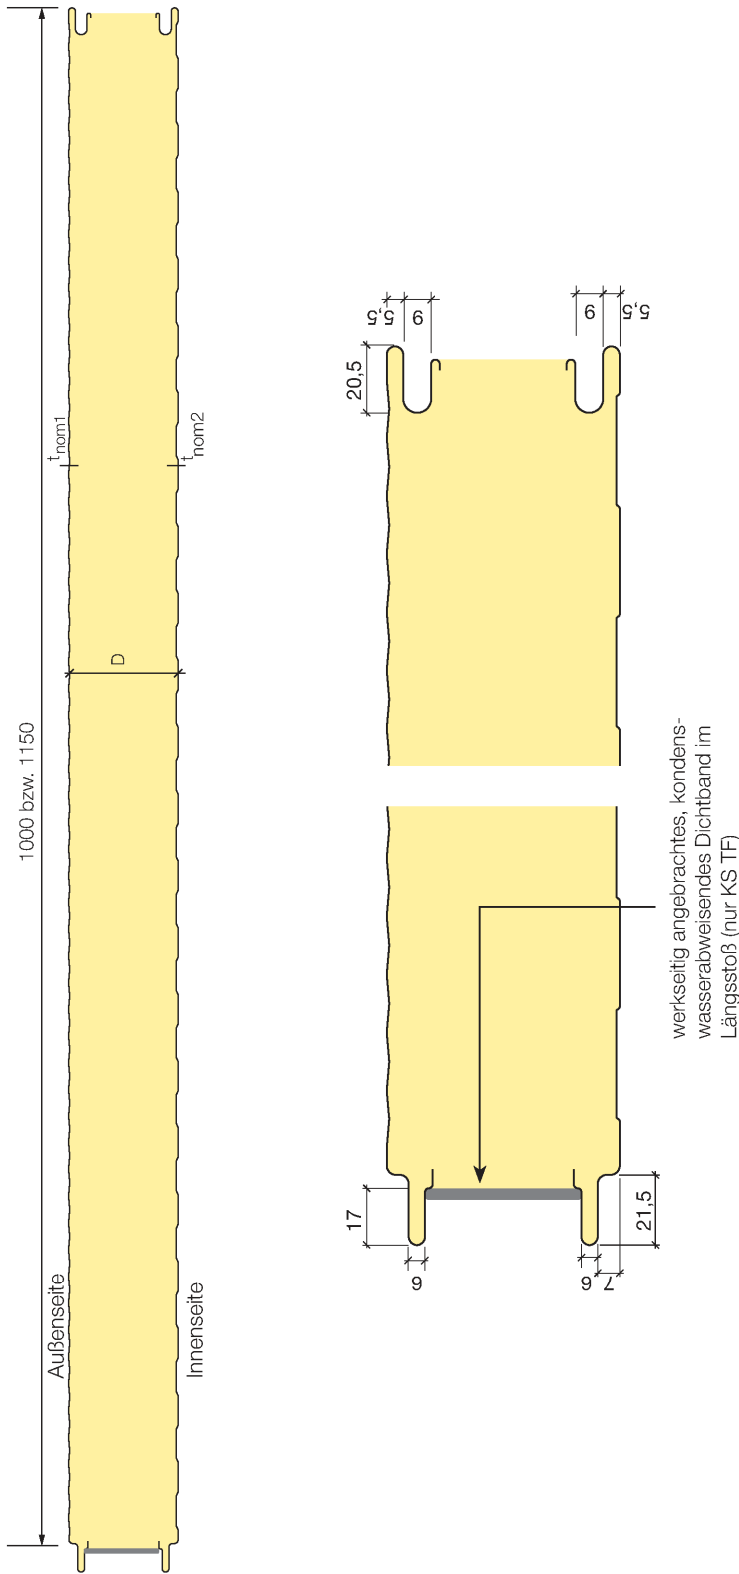 1000 bzw. 1150
Außenseite
Innenseite
D
tnom1
tnom2
5,5
9
9
5,5
20,5
17
6
6
7
21,5
werkseitig angebrachtes, kondens-
wasserabweisendes Dichtband im
Längsstoß (nur KS TF)